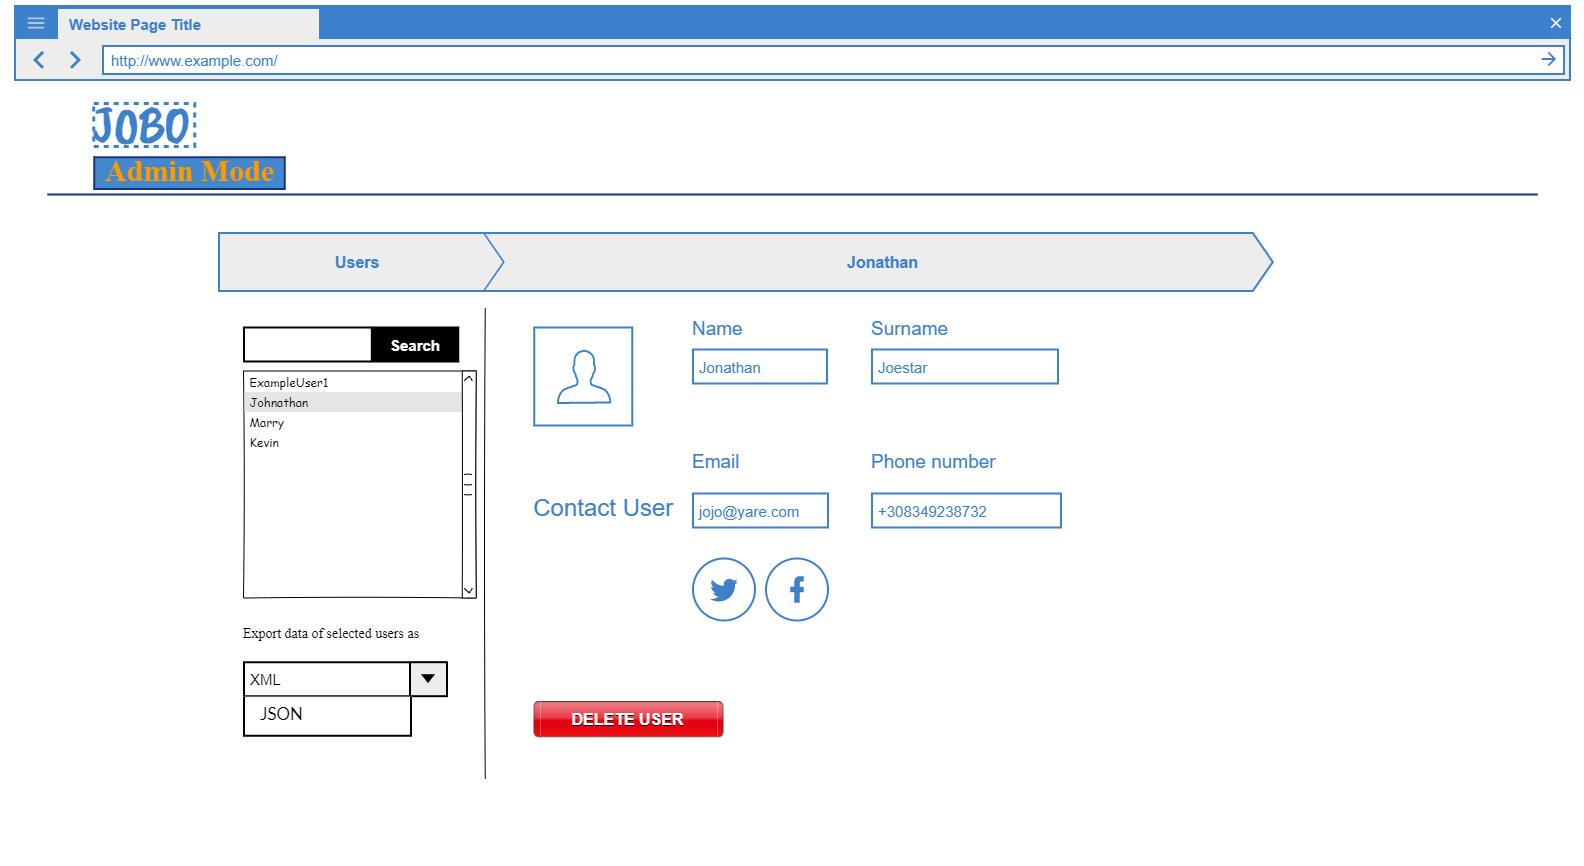 Website Page Title
http://www.example.com/
JOBO
Admin Mode
Users
Jonathan
Search
ExampleUser1
Johnathan
Marry
Kevin
Export data of selected users as
XML
JSON
Name
Surname
Jonathan
Joestar
Email
Phone number
Contact User
jojo@yare.com
+308349238732
DELETE USER